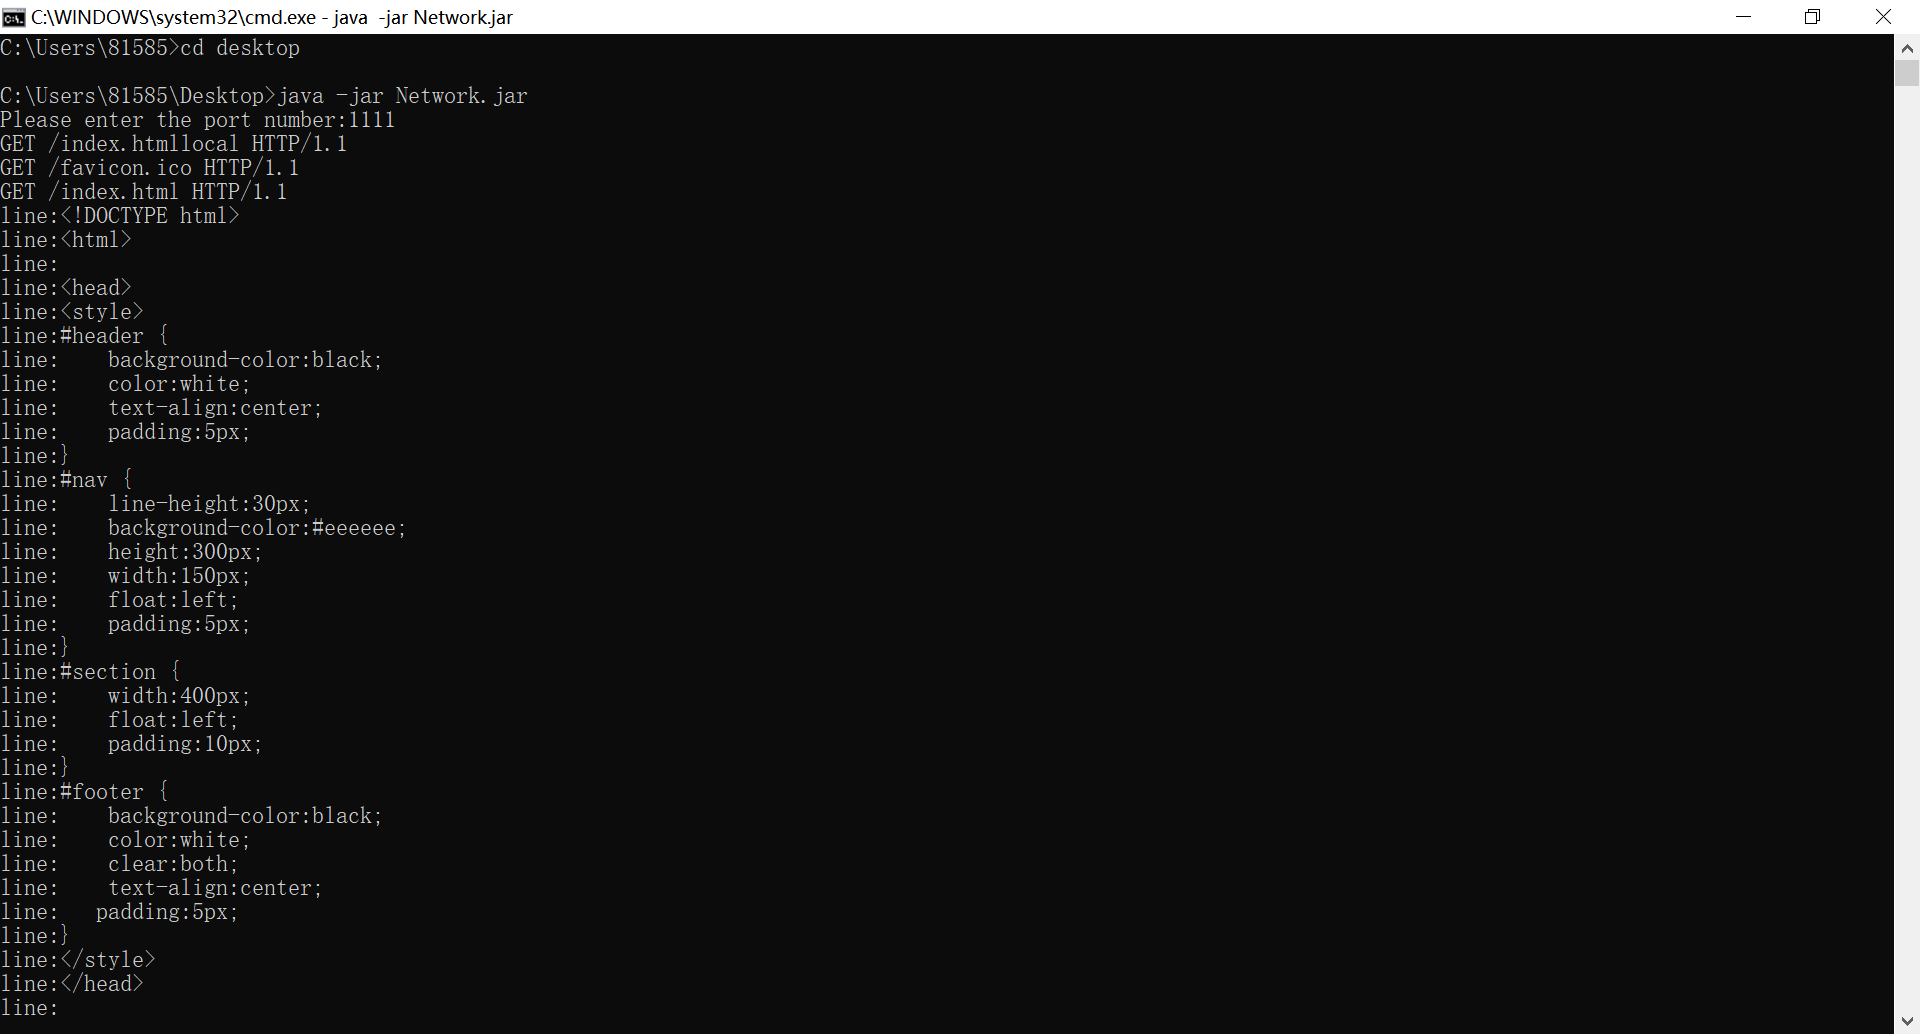 C:\WINDOWS\system32\cmd.exe - java  -jar Network.jar
C:\Users\81585>cd desktop
C:\Users\81585\Desktop>java -jar Network.jar
Please enter the port number:1111
GET /index.htmllocal HTTP/1.1
GET /favicon.ico HTTP/1.1
GET /index.html HTTP/1.1
line:<!DOCTYPE html>
line:<html>
line:
line:<head>
line:<style>
line:#header {
line:    background-color:black;
line:    color:white;
line:    text-align:center;
line:    padding:5px;
line:}
line:#nav {
line:    line-height:30px;
line:    background-color:#eeeeee;
line:    height:300px;
line:    width:150px;
line:    float:left;
line:    padding:5px;
line:}
line:#section {
line:    width:400px;
line:    float:left;
line:    padding:10px;
line:}
line:#footer {
line:    background-color:black;
line:    color:white;
line:    clear:both;
line:    text-align:center;
line:   padding:5px;
line:}
line:</style>
line:</head>
line: